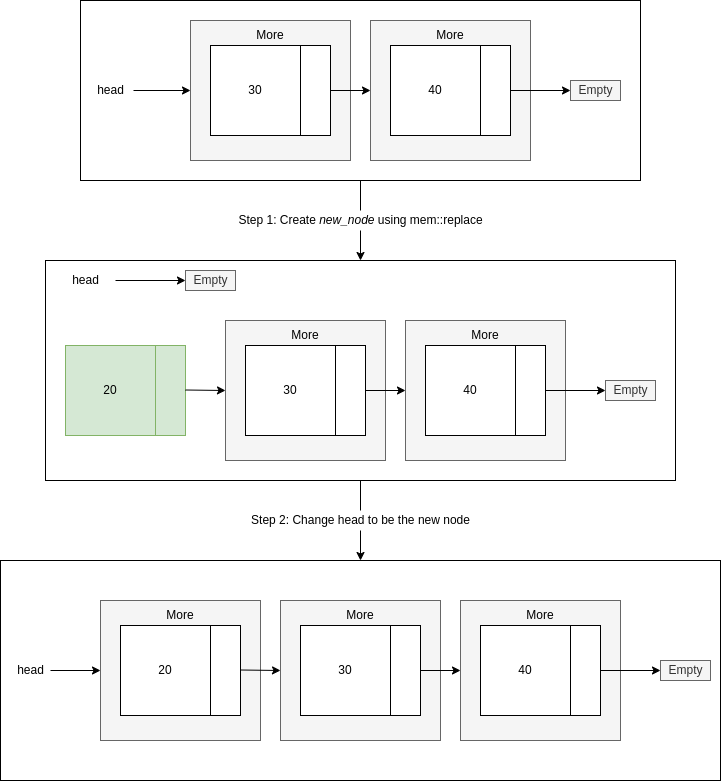 More
More
head
30
40
Empty
Step 1: Create new_node using mem::replace
head
Empty
More
More
20
30
40
Empty
Step 2: Change head to be the new node
More
More
More
head
20
30
40
Empty